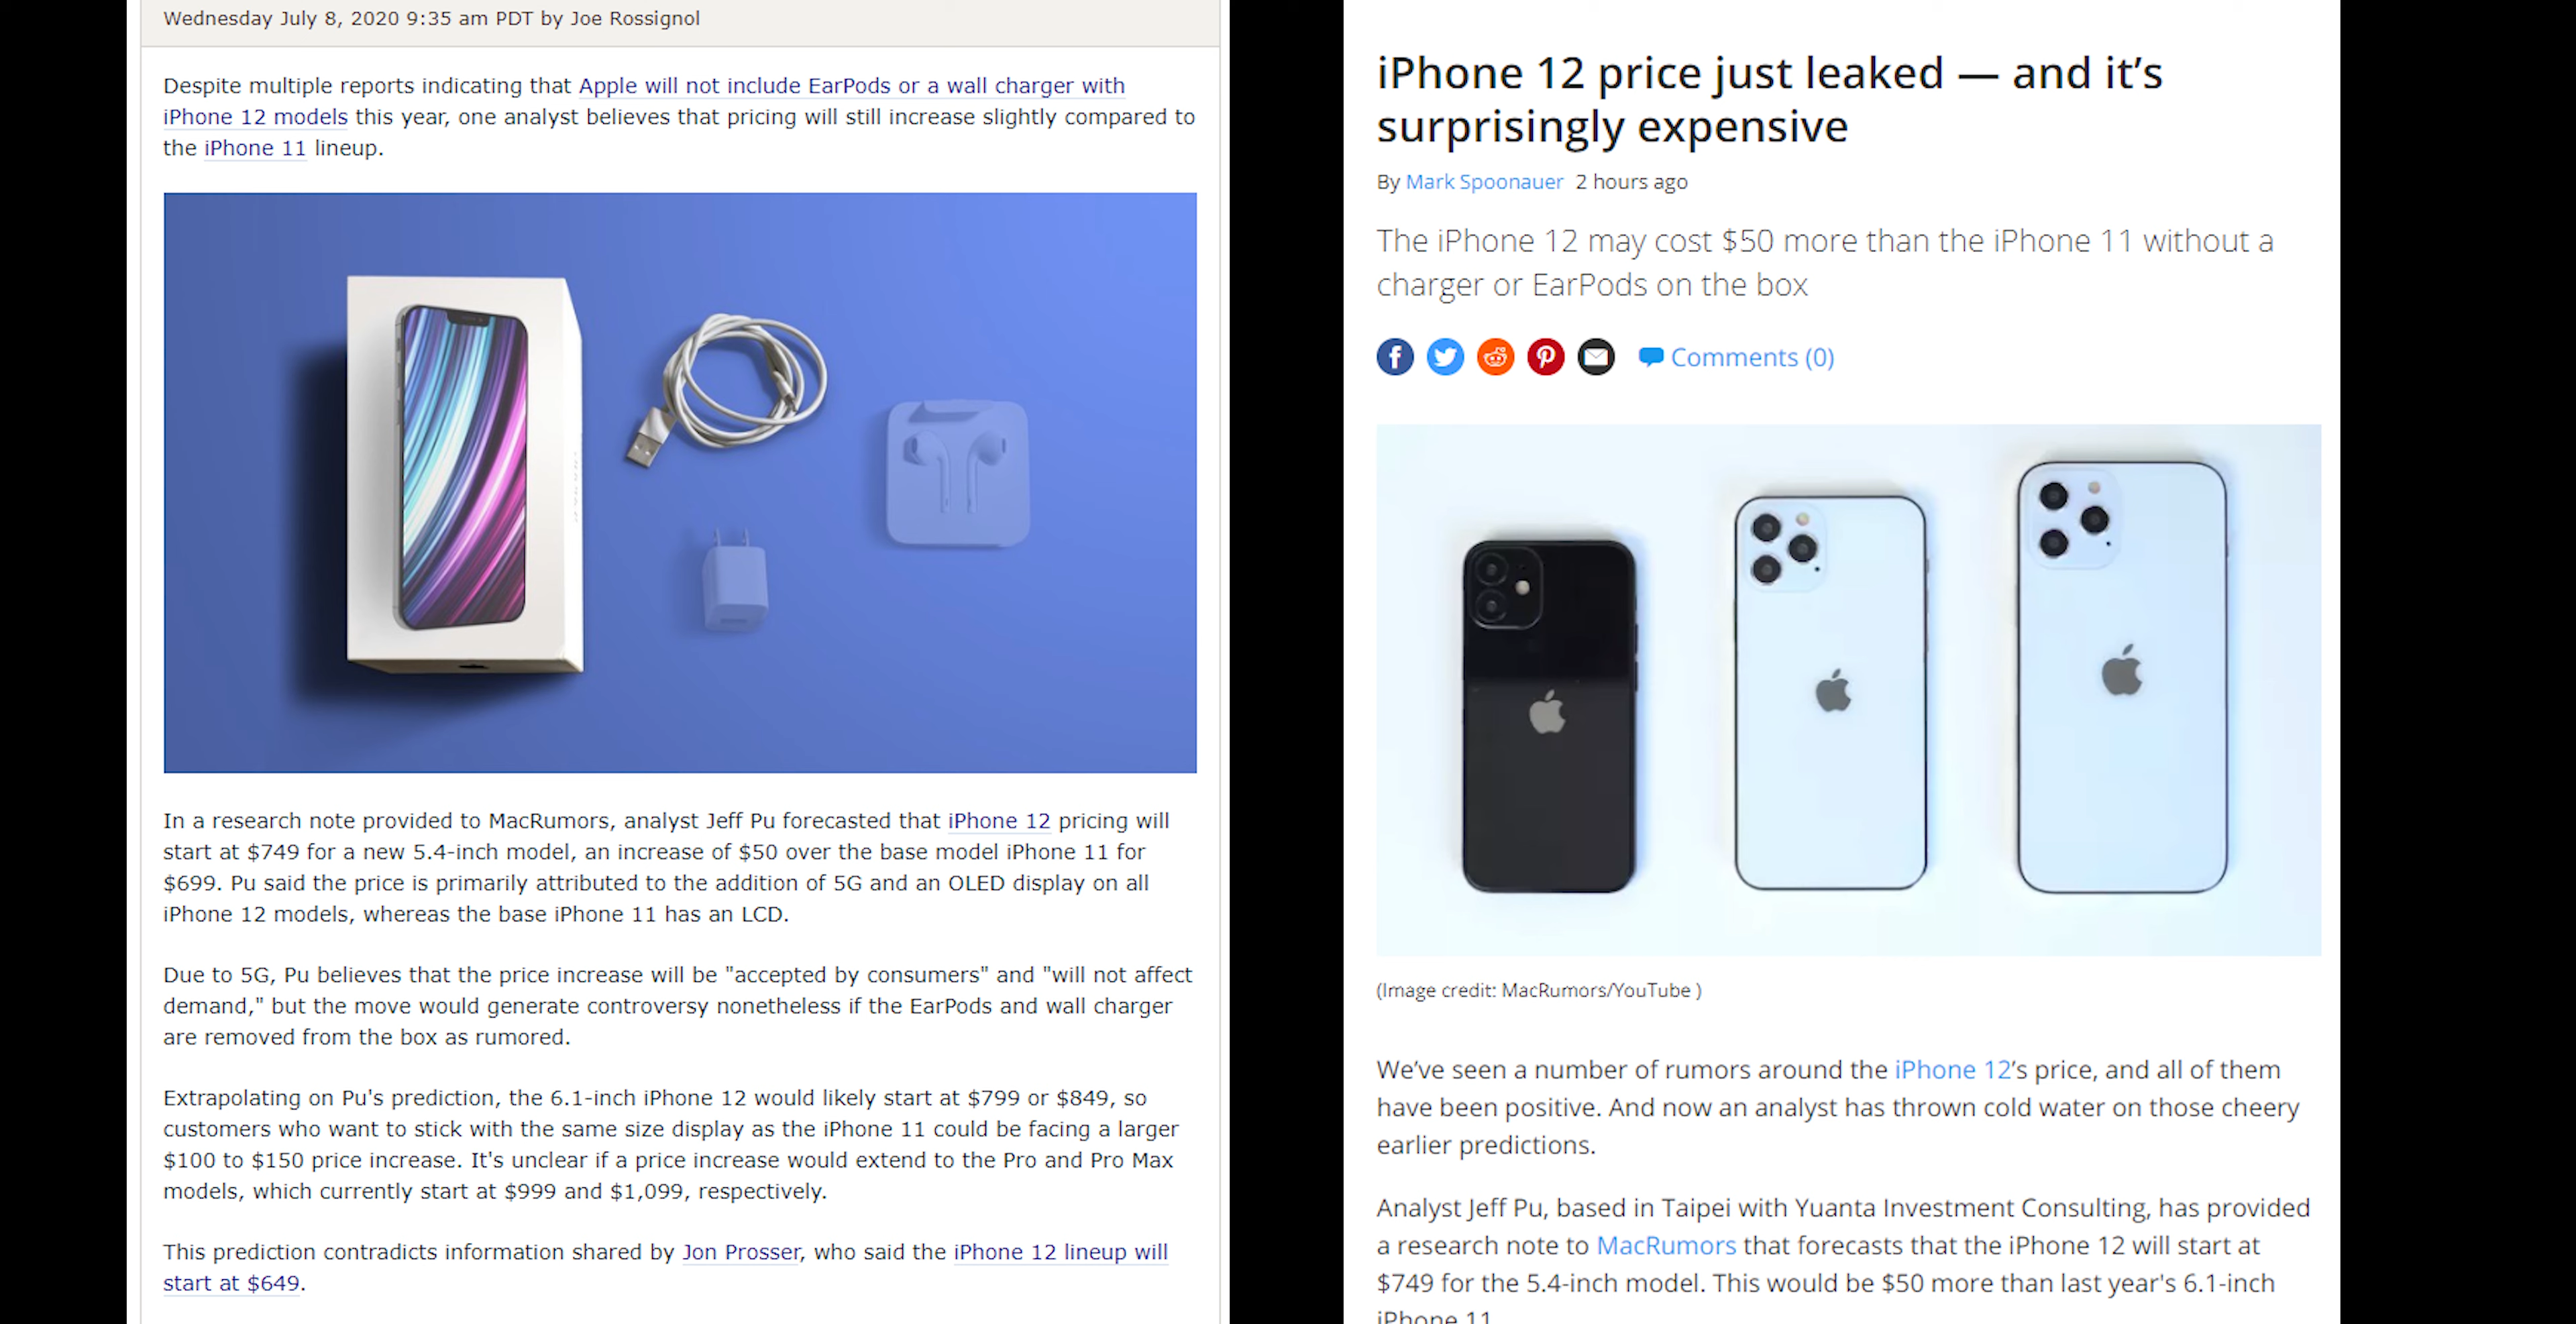 Wednesday July 8, 2020 9:35 am PDT by Joe Rossignol
Despite multiple reports indicating that Apple will not include EarPods or a wall charger with
iPhone 12 models this year, one analyst believes that pricing will still increase slightly compared to
the iPhone 11 lineup.
In a research note provided to MacRumors, analyst Jeff Pu forecasted that iPhone 12 pricing will
start at $749 for a new 5.4-inch model, an increase of $50 over the base model iPhone 11 for
$699. Pu said the price is primarily attributed to the addition of 5G and an OLED display on all
iPhone 12 models, whereas the base iPhone 11 has an LCD.
Due to 5G, Pu believes that the price increase will be "accepted by consumers" and "will not affect
demand," but the move would generate controversy nonetheless if the EarPods and wall charger
are removed from the box as rumored.
Extrapolating on Pu's prediction, the 6.1-inch iPhone 12 would likely start at $799 or $849, so
customers who want to stick with the same size display as the iPhone 11 could be facing a larger
$100 to $150 price increase. It's unclear if a price increase would extend to the Pro and Pro Max
models, which currently start at $999 and $1,099, respectively.
This prediction contradicts information shared by Jon Prosser, who said the iPhone 12 lineup will
start at $649.
iPhone 12 price just leaked — and it's
surprisingly expensive
By Mark Spoonauer 2 hours ago
The iPhone 12 may cost $50 more than the iPhone 11 without a
charger or EarPods on the box
Comments (0)
(Image credit: MacRumors/YouTube )
We've seen a number of rumors around the iPhone 12's price, and all of them
have been positive. And now an analyst has thrown cold water on those cheery
earlier predictions.
Analyst Jeff Pu, based in Taipei with Yuanta Investment Consulting, has provided
a research note to MacRumors that forecasts that the iPhone 12 will start at
$749 for the 5.4-inch model. This would be $50 more than last year's 6.1-inch
iPhone 11